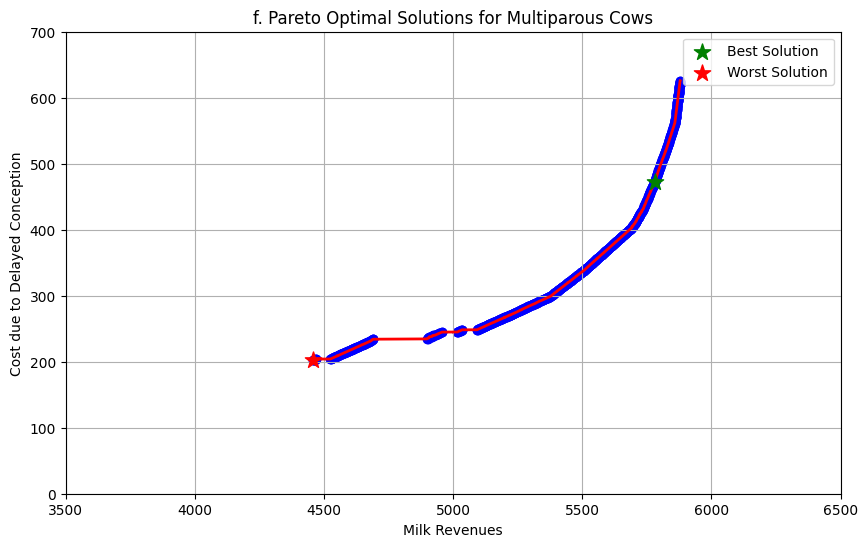 f. Pareto Optimal Solutions for Multiparous Cows
Best Solution
Worst Solution
700
600
500
400
300
200
100
0
Cost due to Delayed Conception
3500 4000 4500 5000 5500 6000 6500
Milk Revenues